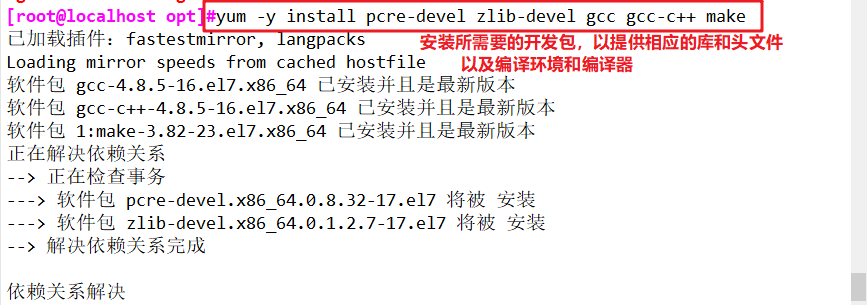 [root@localhost opt]#yum -y install pcre-devel zlib-devel gcc gcc-c++ make
已加载插件：fastestmirror, langpacks
安装所需要的开发包，以提供相应的库和头文件
Loading mirror speeds from cached hostfile
以及编译环境和编译器
软件包 gcc-4.8.5-16.el7.x86_64 已安装并且是最新版本
软件包 gcc-c++-4.8.5-16.el7.x86_64 已安装并且是最新版本
软件包 1:make-3.82-23.el7.x86_64 已安装并且是最新版本
正在解决依赖关系
--> 正在检查事务
---> 软件包 pcre-devel.x86_64.0.8.32-17.el7 将被 安装
---> 软件包 zlib-devel.x86_64.0.1.2.7-17.el7 将被 安装
--> 解决依赖关系完成
依赖关系解决